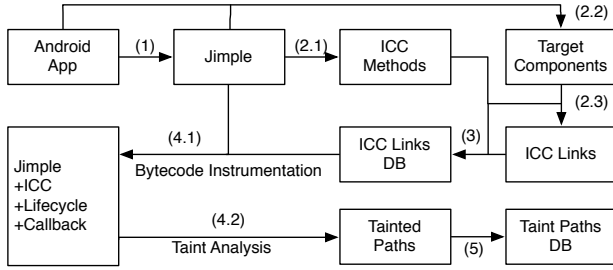 (2.2)
Android
App
(1)
Jimple
(2.1)
ICC
Methods
Target
Components
(2.3)
Jimple
+ICC
+Lifecycle
+Callback
(4.1)
Bytecode Instrumentation
ICC Links
DB
(3)
ICC Links
(4.2)
Taint Analysis
Tainted
Paths
(5)
Taint Paths
DB